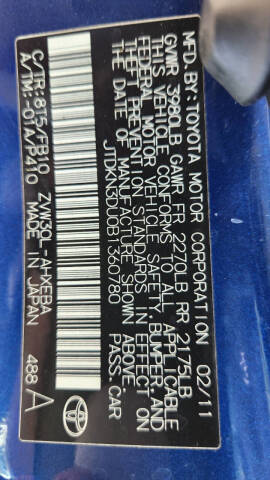 MFD. BY: TOYOTA MOTOR CORPORATION 02/11
GVWR 3980LB GAWR FR 2270LB RR 2175LB
THIS VEHICLE CONFORMS TO ALL APPLICABLE
FEDERAL MOTOR VEHICLE SAFETY, BUMPER, AND
THEFT PREVENTION STANDARDS IN EFFECT ON
THE DATE OF MANUFACTURE SHOWN ABOVE.
PASS. CAR
C/TR: 8T5/FB10 ZVW30L-AHXEBA
A/TM: -01A/P410 MADE IN JAPAN
488
A
TOYOTA